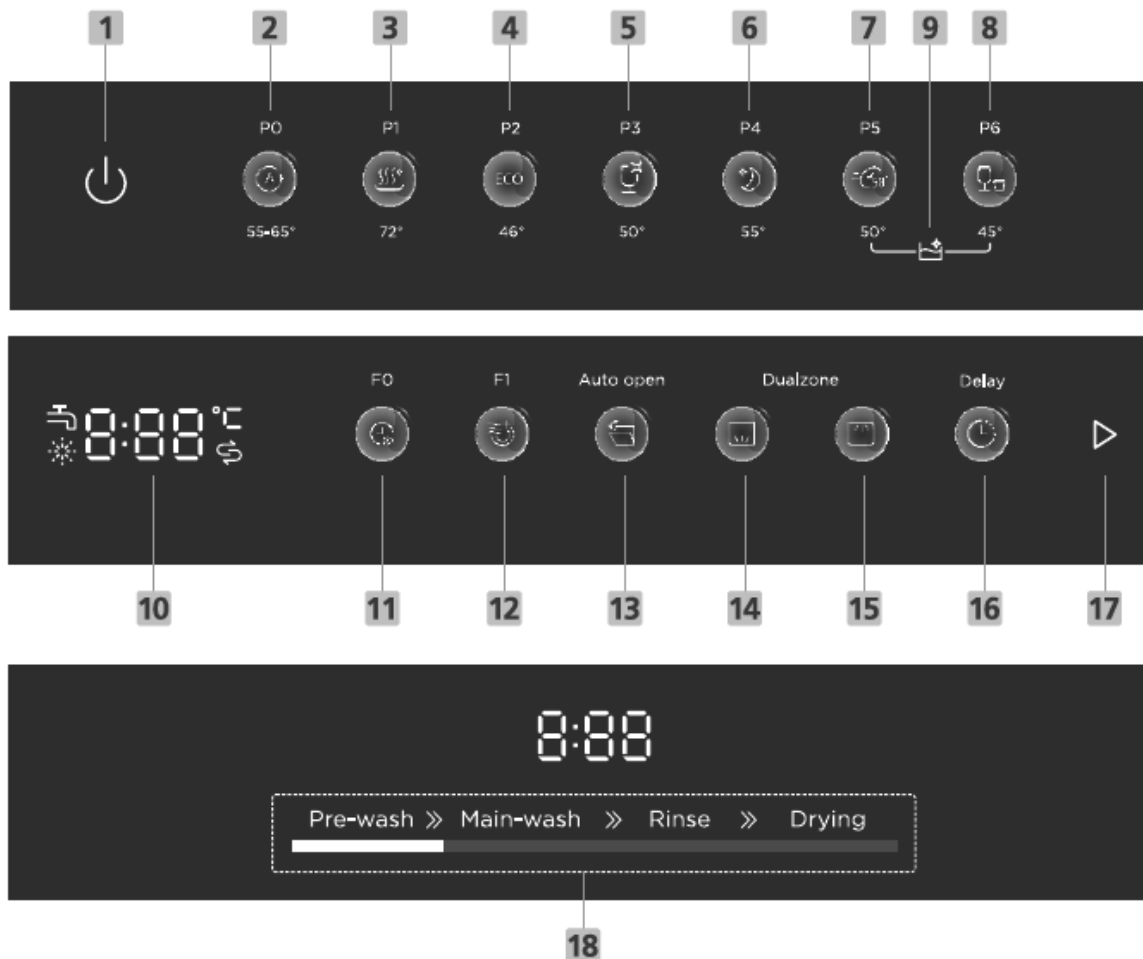 1 2 3 4 5 6 7 9 8
P0 P1 P2 P3 P4 P5 P6
ECO
55-65° 72° 46° 50° 55° 50° 45°
F0 F1 Auto open Dualzone Delay
8:88 °C
10 11 12 13 14 15 16 17
8:88
Pre-wash » Main-wash » Rinse » Drying
18